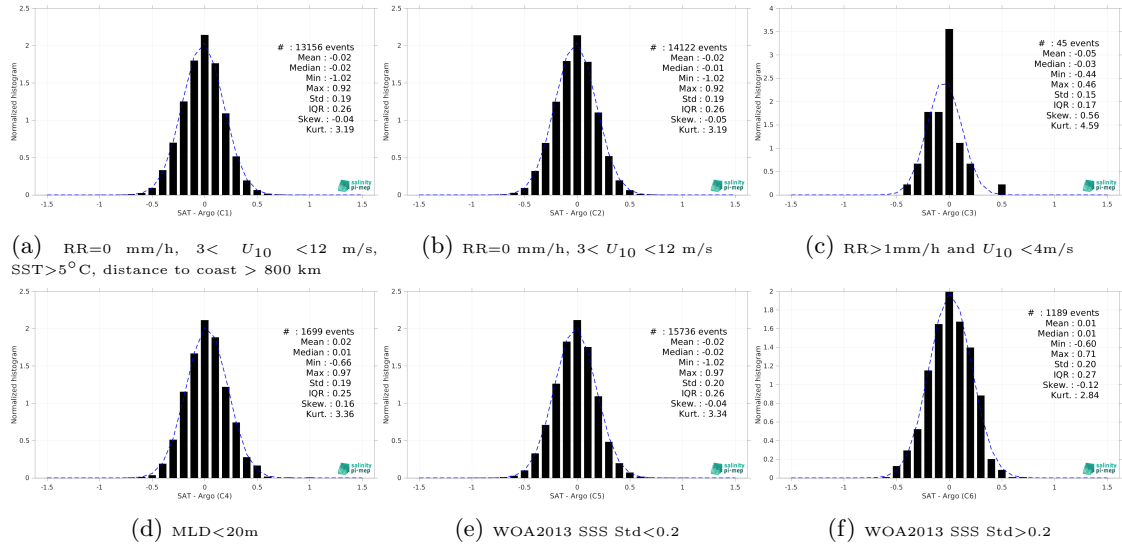 2.5
2
1.5
1
0.5
0
Normalized histogram
# : 13156 events
Mean : -0.02
Median : -0.02
Min : -1.02
Max : 0.92
Std : 0.19
IQR : 0.26
Skew. : -0.04
Kurt. : 3.19
salinity
pi-mep
-1.5 -1 -0.5 0 0.5 1 1.5
SAT - Argo (C1)
(a) RR=0 mm/h, 3< U10 <12 m/s,
SST>5°C, distance to coast > 800 km
2.5
2
1.5
1
0.5
0
Normalized histogram
# : 14122 events
Mean : -0.02
Median : -0.01
Min : -1.02
Max : 0.92
Std : 0.19
IQR : 0.26
Skew. : -0.05
Kurt. : 3.19
salinity
pi-mep
-1.5 -1 -0.5 0 0.5 1 1.5
SAT - Argo (C2)
(b) RR=0 mm/h, 3< U10 <12 m/s
4
3.5
3
2.5
2
1.5
1
0.5
0
Normalized histogram
# : 45 events
Mean : -0.05
Median : -0.03
Min : -0.44
Max : 0.46
Std : 0.15
IQR : 0.17
Skew. : 0.56
Kurt. : 4.59
salinity
pi-mep
-1.5 -1 -0.5 0 0.5 1 1.5
SAT - Argo (C3)
(c) RR>1mm/h and U10 <4m/s
2.5
2
1.5
1
0.5
0
Normalized histogram
# : 1699 events
Mean : 0.02
Median : 0.01
Min : -0.66
Max : 0.97
Std : 0.19
IQR : 0.25
Skew. : 0.16
Kurt. : 3.36
salinity
pi-mep
-1.5 -1 -0.5 0 0.5 1 1.5
SAT - Argo (C4)
(d) MLD<20m
2.5
2
1.5
1
0.5
0
Normalized histogram
# : 15736 events
Mean : -0.02
Median : -0.02
Min : -1.02
Max : 0.97
Std : 0.20
IQR : 0.26
Skew. : -0.04
Kurt. : 3.34
salinity
pi-mep
-1.5 -1 -0.5 0 0.5 1 1.5
SAT - Argo (C5)
(e) WOA2013 SSS Std<0.2
2
1.8
1.6
1.4
1.2
1
0.8
0.6
0.4
0.2
0
Normalized histogram
# : 1189 events
Mean : 0.01
Median : 0.01
Min : -0.60
Max : 0.71
Std : 0.20
IQR : 0.27
Skew. : -0.12
Kurt. : 2.84
salinity
pi-mep
-1.5 -1 -0.5 0 0.5 1 1.5
SAT - Argo (C6)
(f) WOA2013 SSS Std>0.2